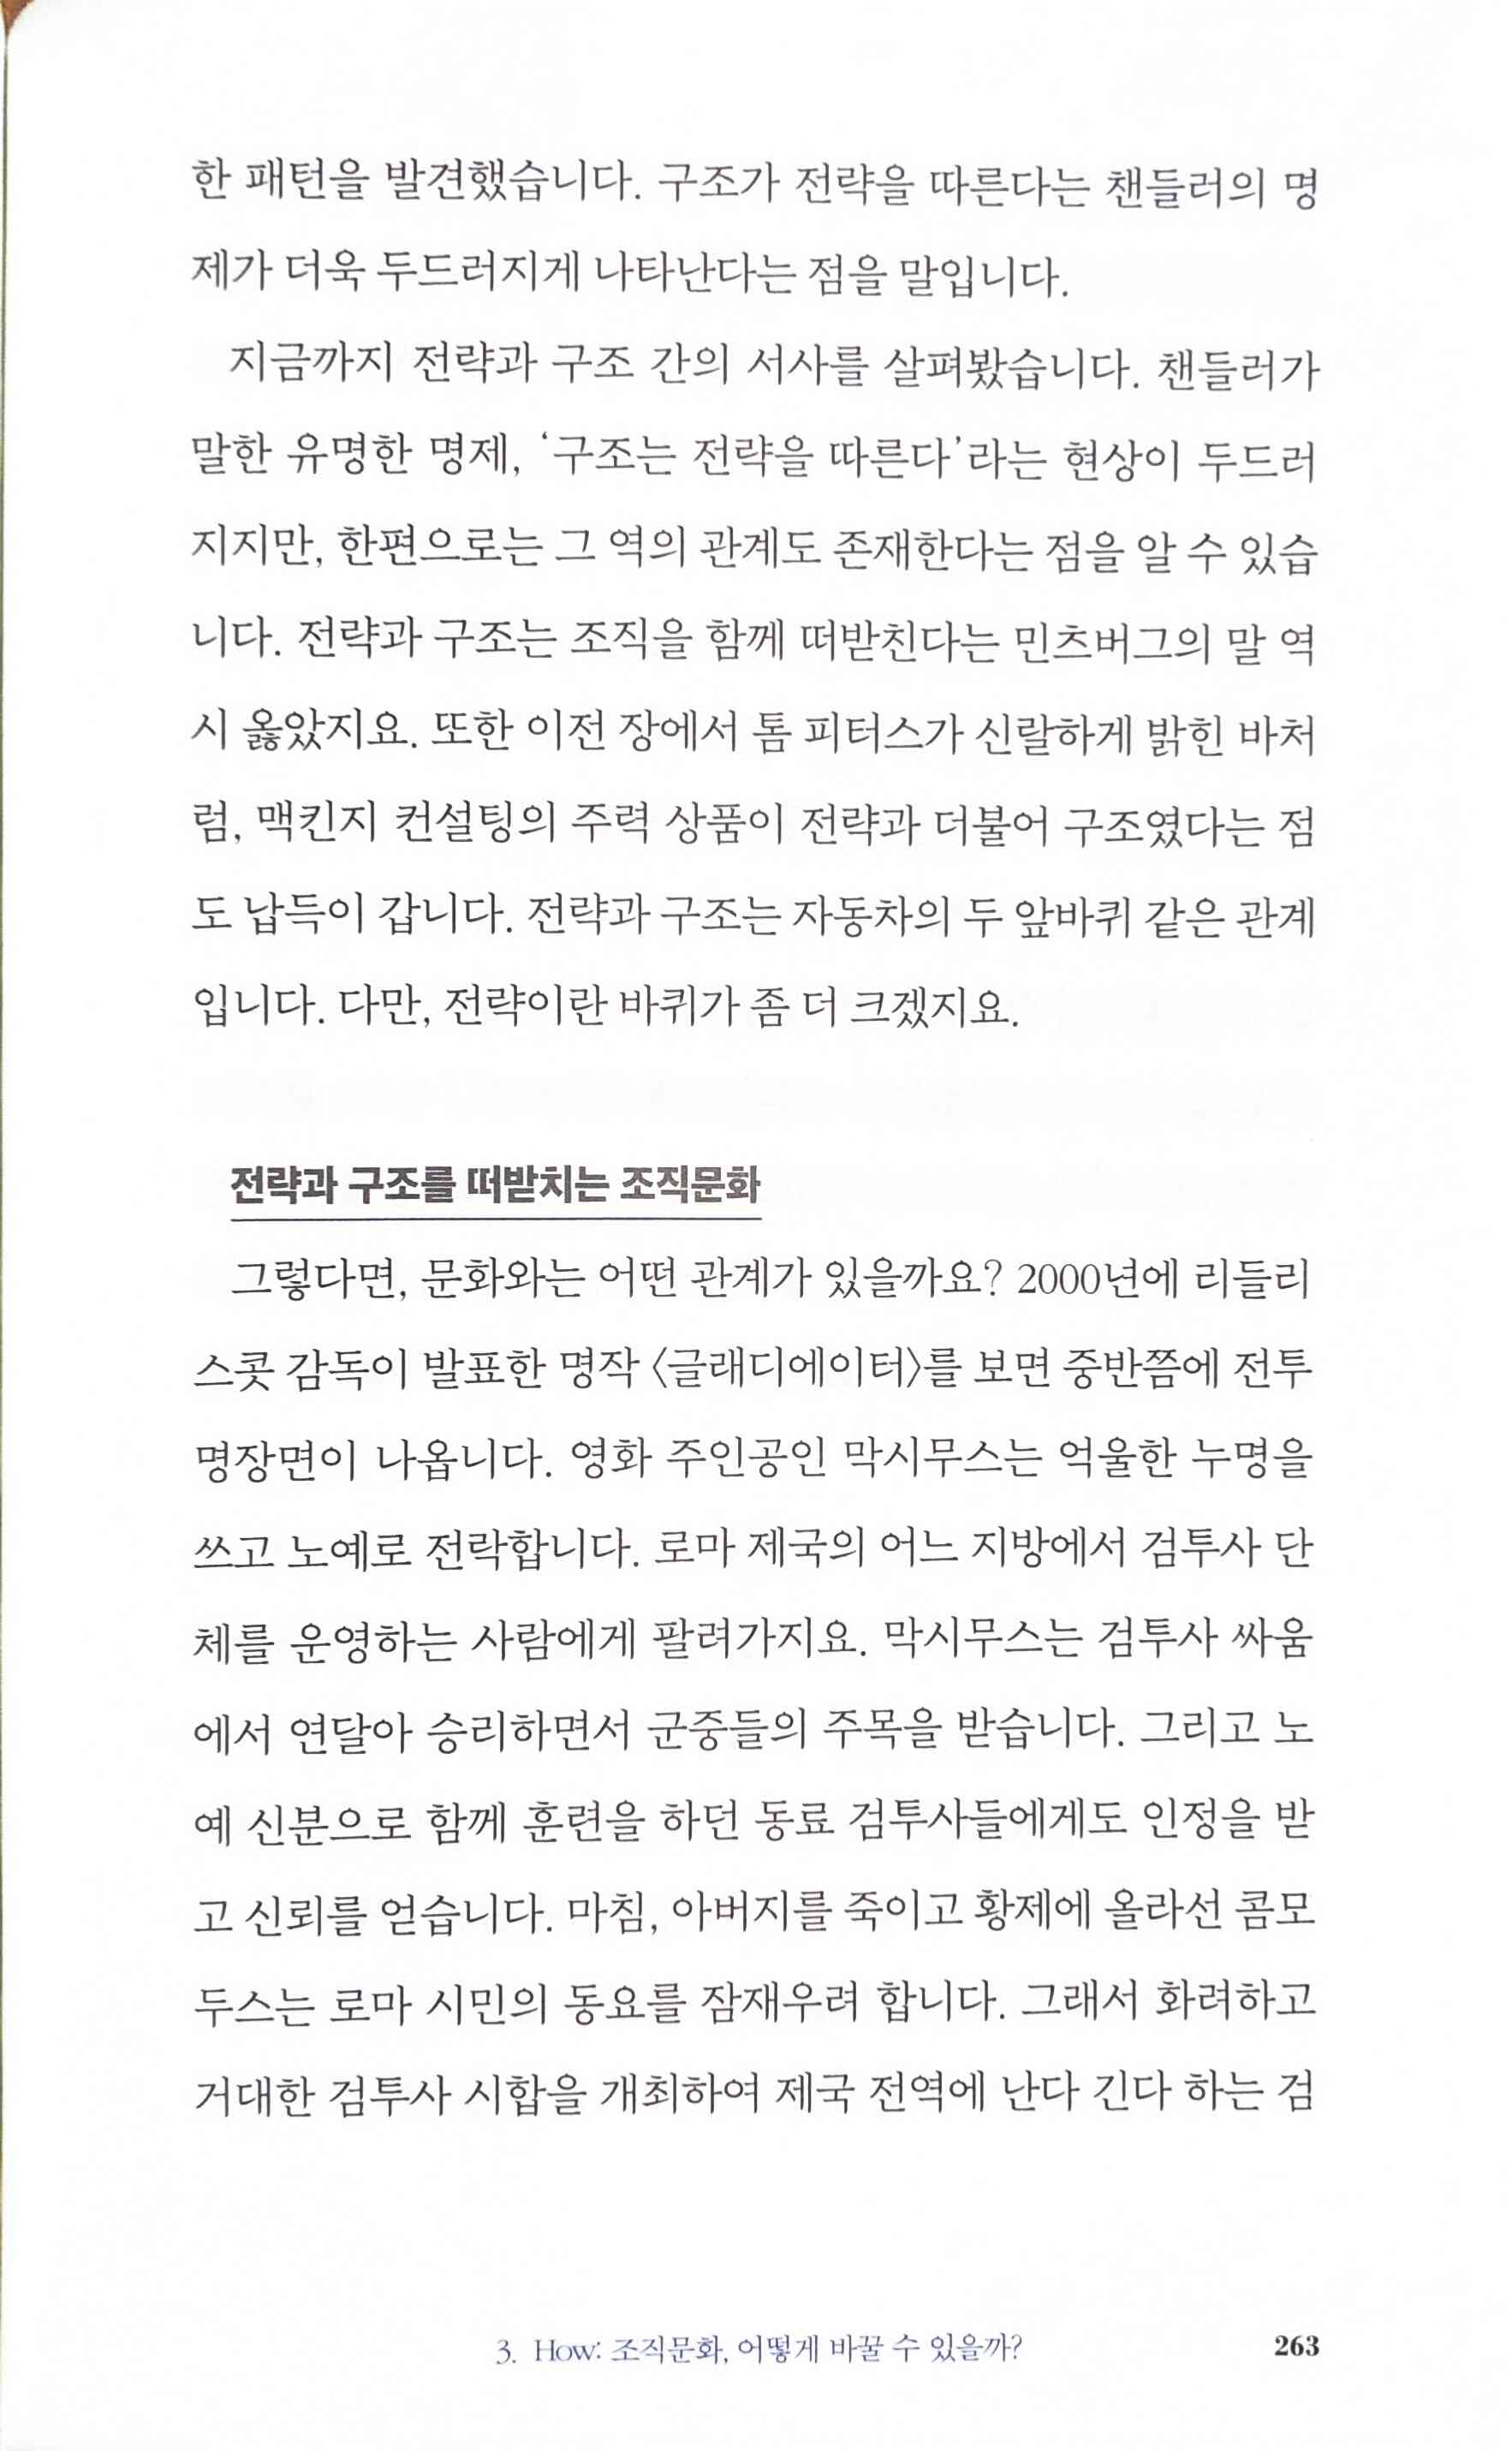 한 패턴을 발견했습니다. 구조가 전략을 따른다는 챈들러의 명
제가 더욱 두드러지게 나타난다는 점을 말입니다.
지금까지 전략과 구조 간의 서사를 살펴봤습니다. 챈들러가
말한 유명한 명제, ‘구조는 전략을 따른다’라는 현상이 두드러
지지만, 한편으로는 그 역의 관계도 존재한다는 점을 알 수 있습
니다. 전략과 구조는 조직을 함께 떠받친다는 민츠버그의 말 역
시 옳았지요. 또한 이전 장에서 톰 피터스가 신랄하게 밝힌 바처
럼, 맥킨지 컨설팅의 주력 상품이 전략과 더불어 구조였다는 점
도 납득이 갑니다. 전략과 구조는 자동차의 두 앞바퀴 같은 관계
입니다. 다만, 전략이란 바퀴가 좀 더 크겠지요.
전략과 구조를 떠받치는 조직문화
그렇다면, 문화와는 어떤 관계가 있을까요? 2000년에 리들리
스콧 감독이 발표한 명작 〈글래디에이터〉를 보면 중반쯤에 전투
명장면이 나옵니다. 영화 주인공인 막시무스는 억울한 누명을
쓰고 노예로 전락합니다. 로마 제국의 어느 지방에서 검투사 단
체를 운영하는 사람에게 팔려가지요. 막시무스는 검투사 싸움
에서 연달아 승리하면서 군중들의 주목을 받습니다. 그리고 노
예 신분으로 함께 훈련을 하던 동료 검투사들에게도 인정을 받
고 신뢰를 얻습니다. 마침, 아버지를 죽이고 황제에 올라선 콤모
두스는 로마 시민의 동요를 잠재우려 합니다. 그래서 화려하고
거대한 검투사 시합을 개최하여 제국 전역에 난다 긴다 하는 검
3. How: 조직문화, 어떻게 바꿀 수 있을까? 263